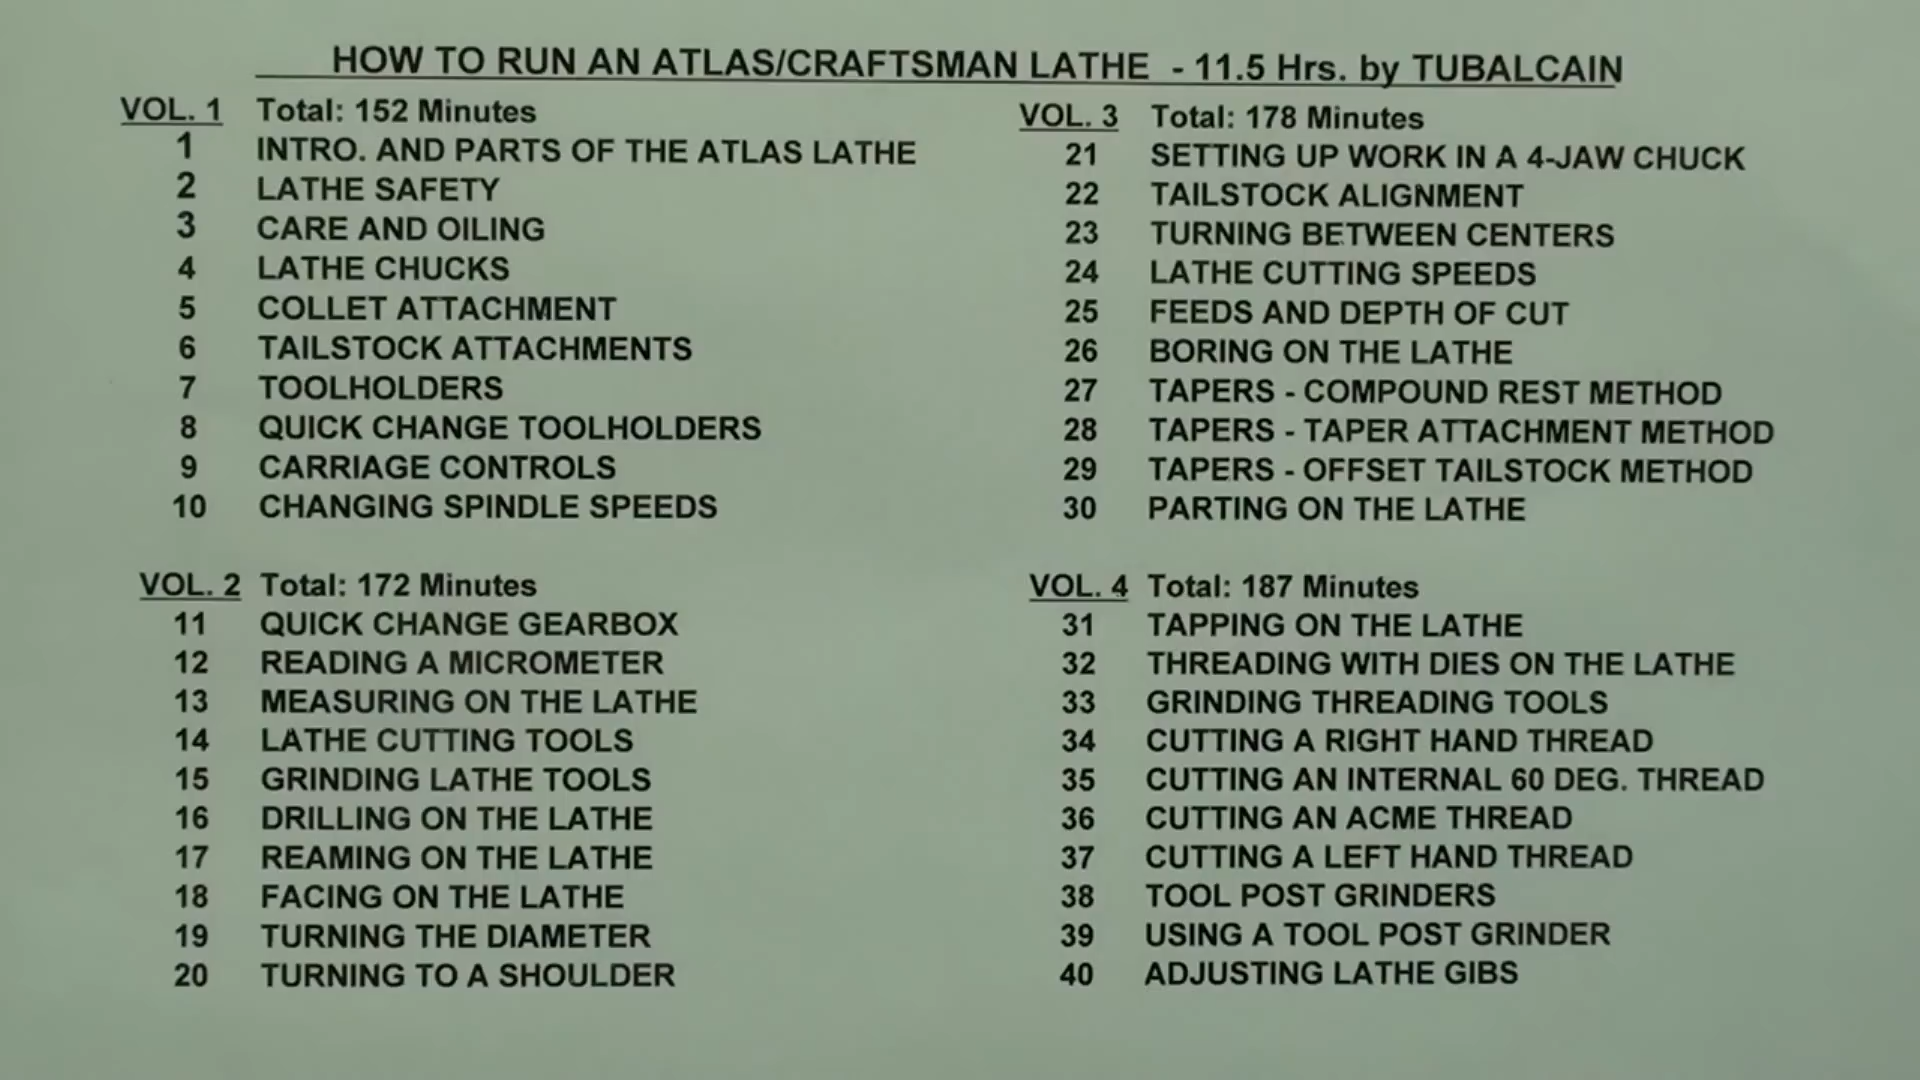 HOW TO RUN AN ATLAS/CRAFTSMAN LATHE - 11.5 Hrs. by TUBALCAIN
VOL. 1 Total: 152 Minutes
1 INTRO. AND PARTS OF THE ATLAS LATHE
2 LATHE SAFETY
3 CARE AND OILING
4 LATHE CHUCKS
5 COLLET ATTACHMENT
6 TAILSTOCK ATTACHMENTS
7 TOOLHOLDERS
8 QUICK CHANGE TOOLHOLDERS
9 CARRIAGE CONTROLS
10 CHANGING SPINDLE SPEEDS
VOL. 2 Total: 172 Minutes
11 QUICK CHANGE GEARBOX
12 READING A MICROMETER
13 MEASURING ON THE LATHE
14 LATHE CUTTING TOOLS
15 GRINDING LATHE TOOLS
16 DRILLING ON THE LATHE
17 REAMING ON THE LATHE
18 FACING ON THE LATHE
19 TURNING THE DIAMETER
20 TURNING TO A SHOULDER
VOL. 3 Total: 178 Minutes
21 SETTING UP WORK IN A 4-JAW CHUCK
22 TAILSTOCK ALIGNMENT
23 TURNING BETWEEN CENTERS
24 LATHE CUTTING SPEEDS
25 FEEDS AND DEPTH OF CUT
26 BORING ON THE LATHE
27 TAPERS - COMPOUND REST METHOD
28 TAPERS - TAPER ATTACHMENT METHOD
29 TAPERS - OFFSET TAILSTOCK METHOD
30 PARTING ON THE LATHE
VOL. 4 Total: 187 Minutes
31 TAPPING ON THE LATHE
32 THREADING WITH DIES ON THE LATHE
33 GRINDING THREADING TOOLS
34 CUTTING A RIGHT HAND THREAD
35 CUTTING AN INTERNAL 60 DEG. THREAD
36 CUTTING AN ACME THREAD
37 CUTTING A LEFT HAND THREAD
38 TOOL POST GRINDERS
39 USING A TOOL POST GRINDER
40 ADJUSTING LATHE GIBS